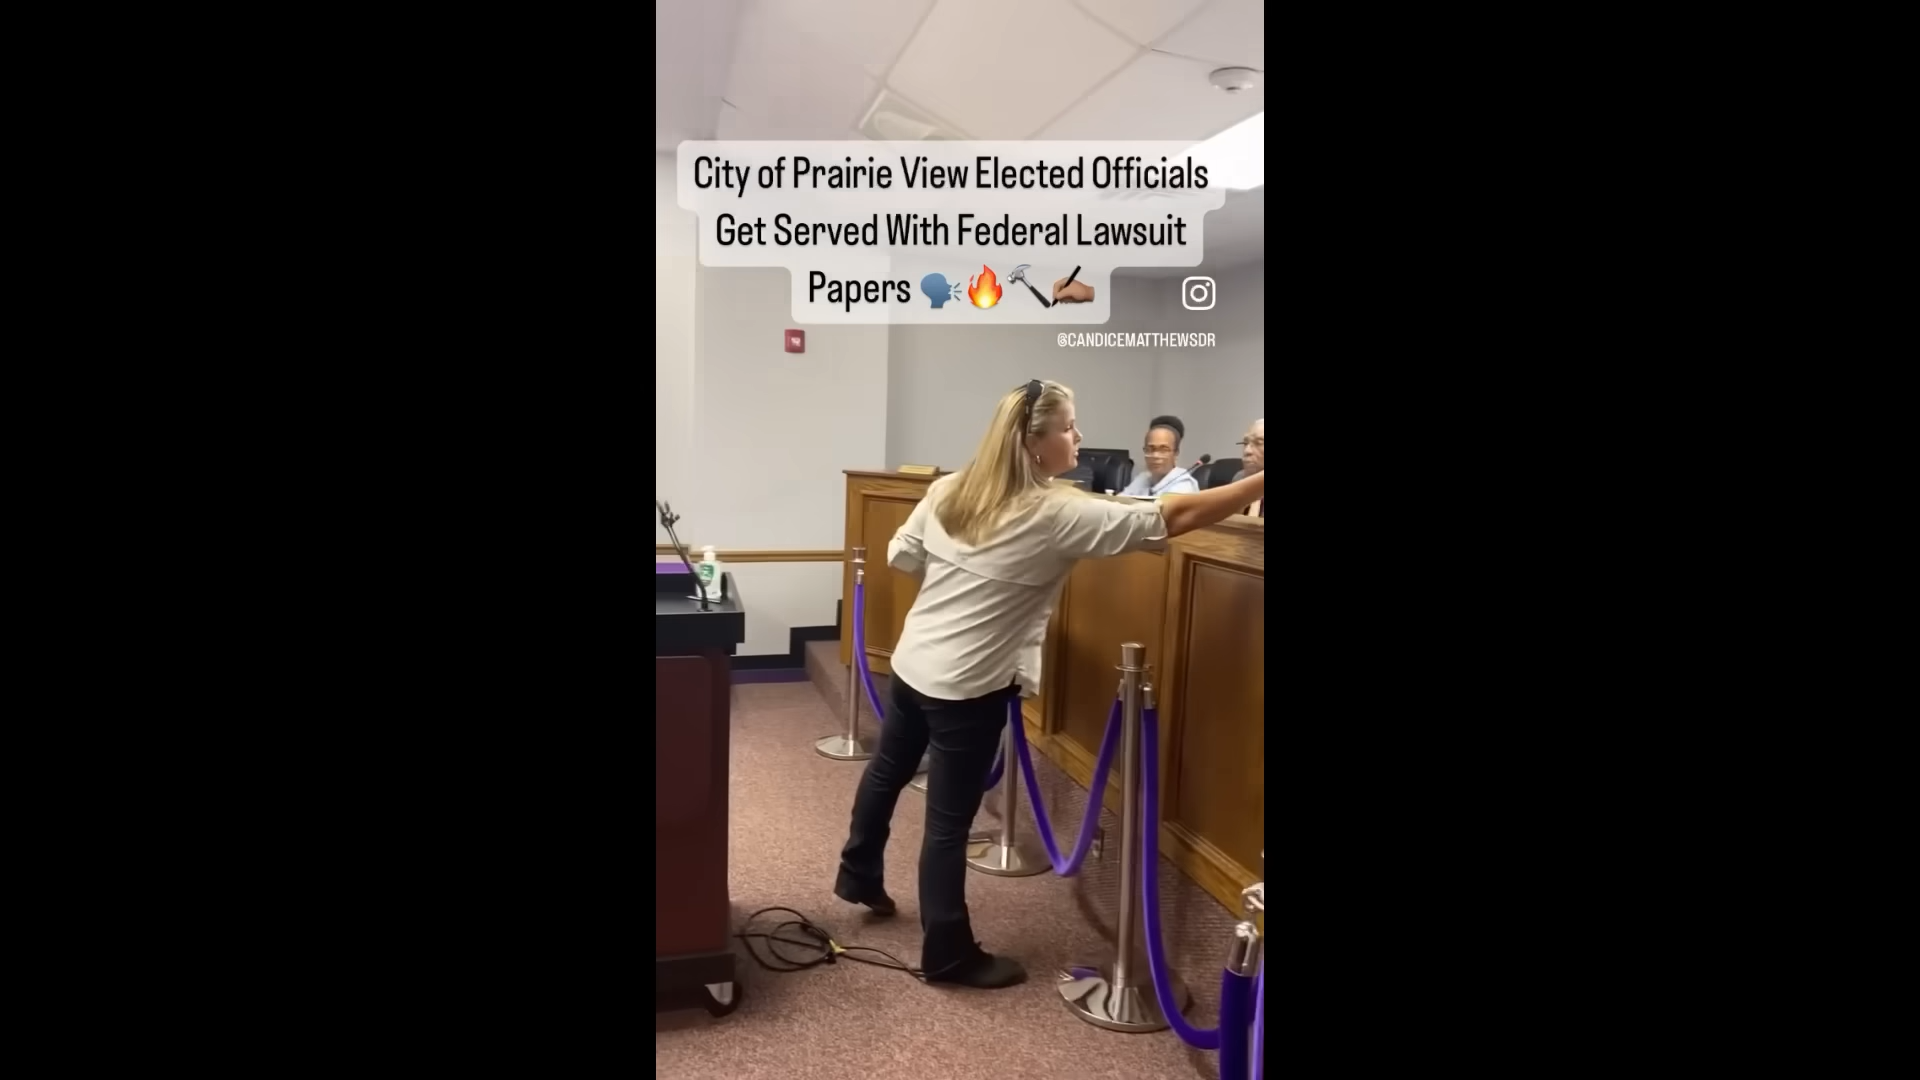 City of Prairie View Elected Officials
Get Served With Federal Lawsuit
Papers 🗣️🔥🔨✍🏽
@CANDICEMATTHEWSDR